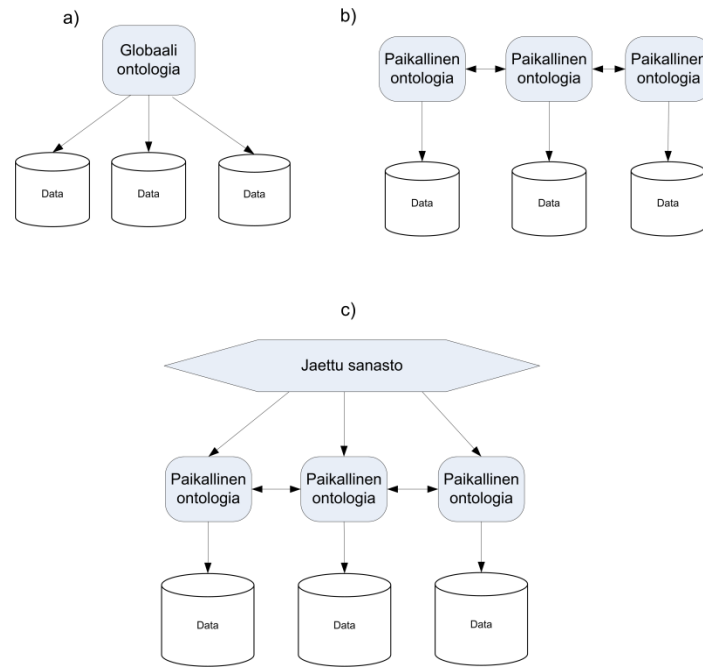 a)
Globaali
ontologia
Data
Data
Data
b)
Paikallinen
ontologia
Paikallinen
ontologia
Paikallinen
ontologia
Data
Data
Data
c)
Jaettu sanasto
Paikallinen
ontologia
Paikallinen
ontologia
Paikallinen
ontologia
Data
Data
Data